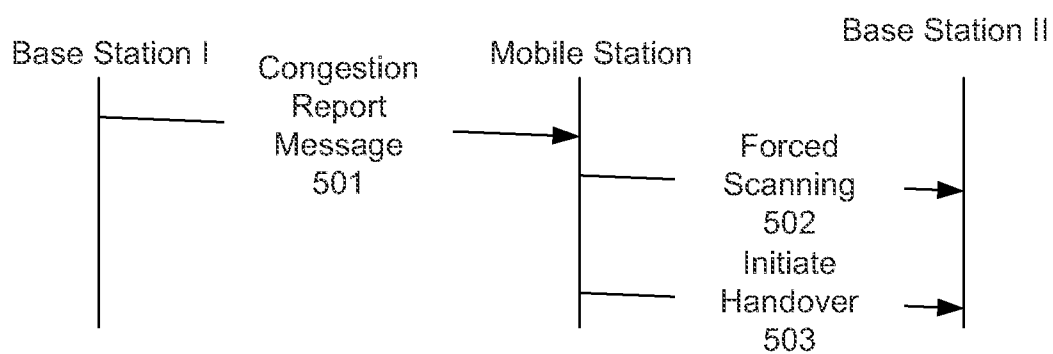 Base Station I
Mobile Station
Base Station II
Congestion
Report
Message
501
Forced
Scanning
502
Initiate
Handover
503